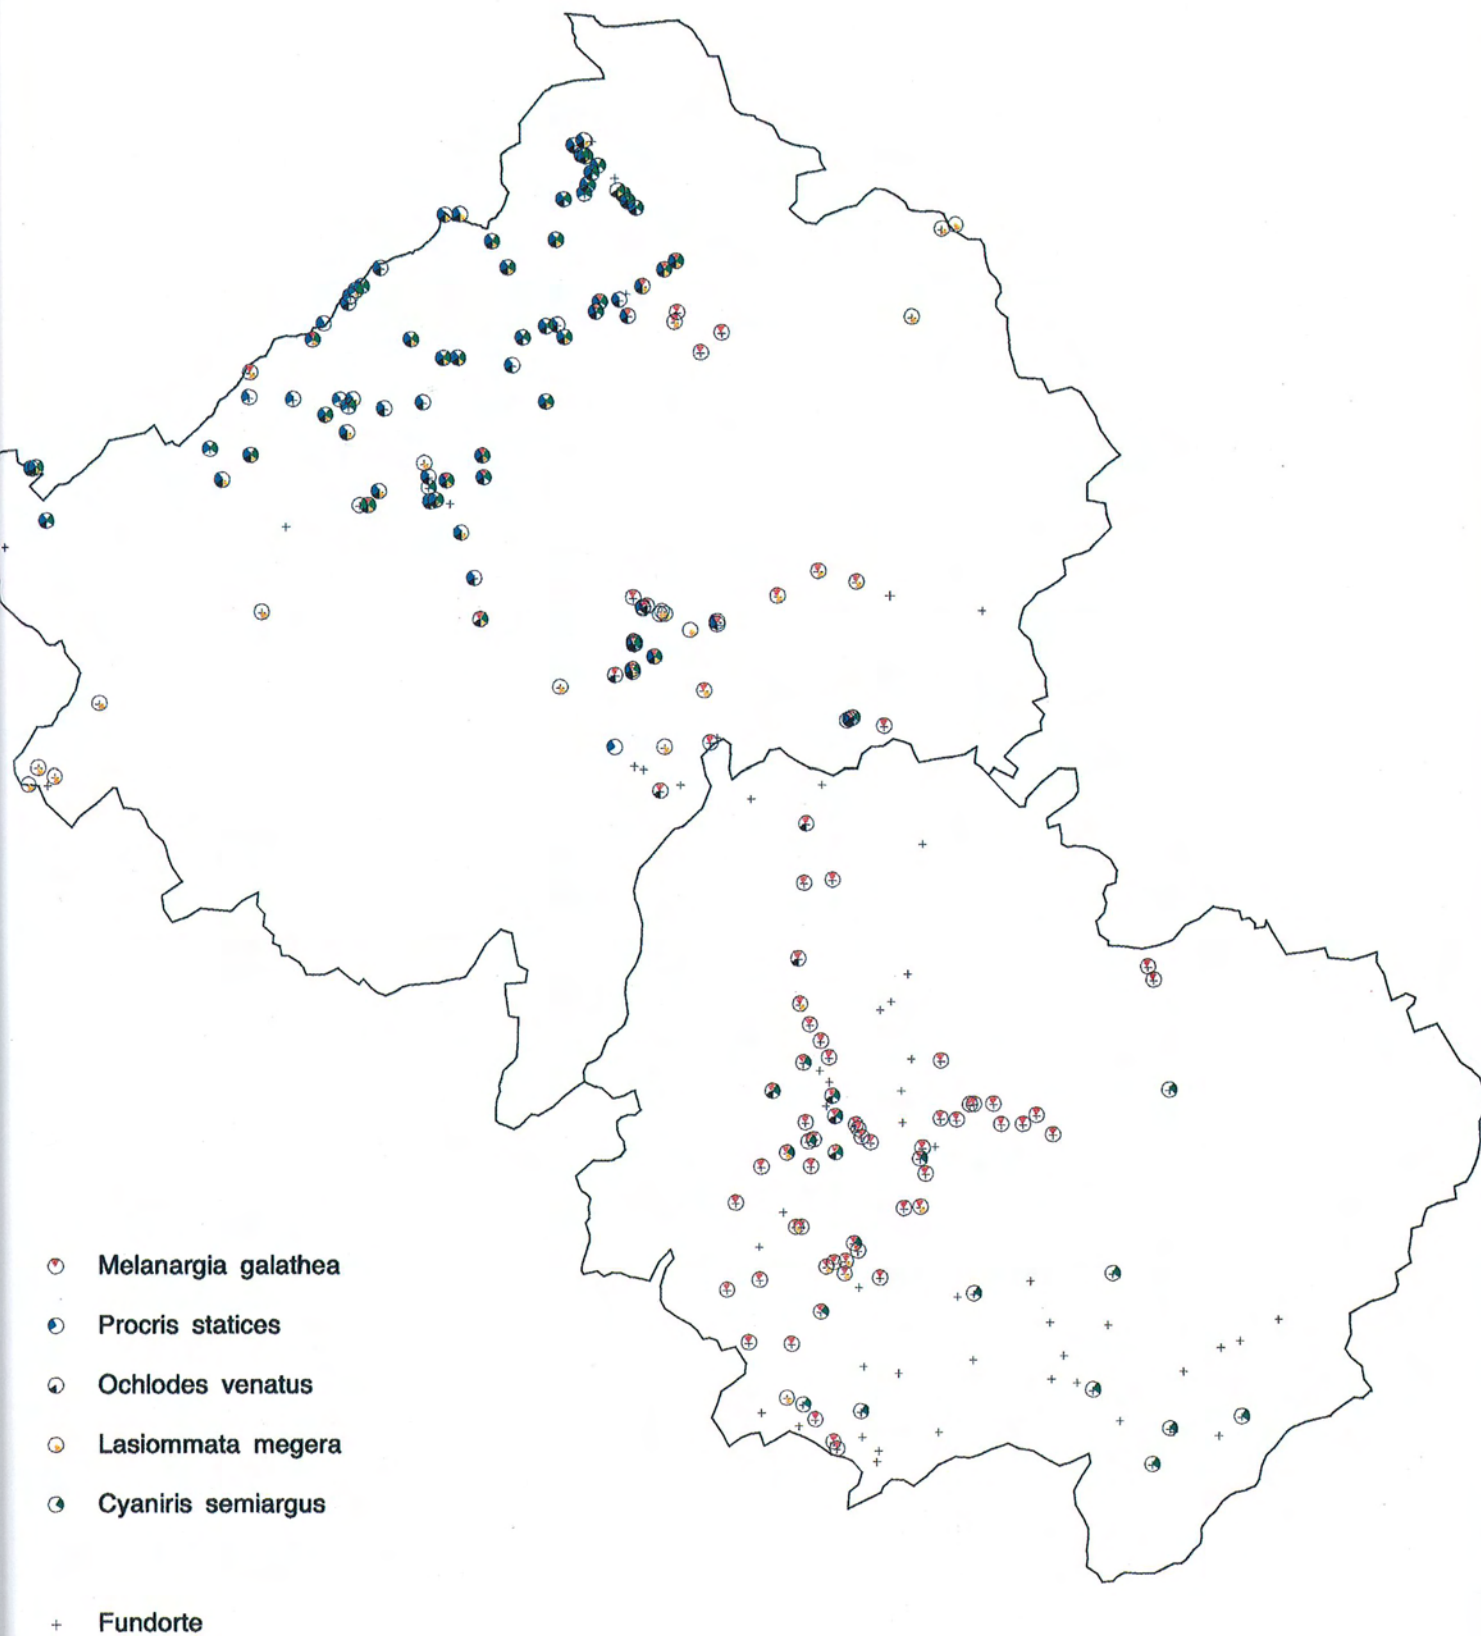 Melanargia galathea
Procris statices
Ochlodes venatus
Lasiommata megera
Cyaniris semiargus
Fundorte